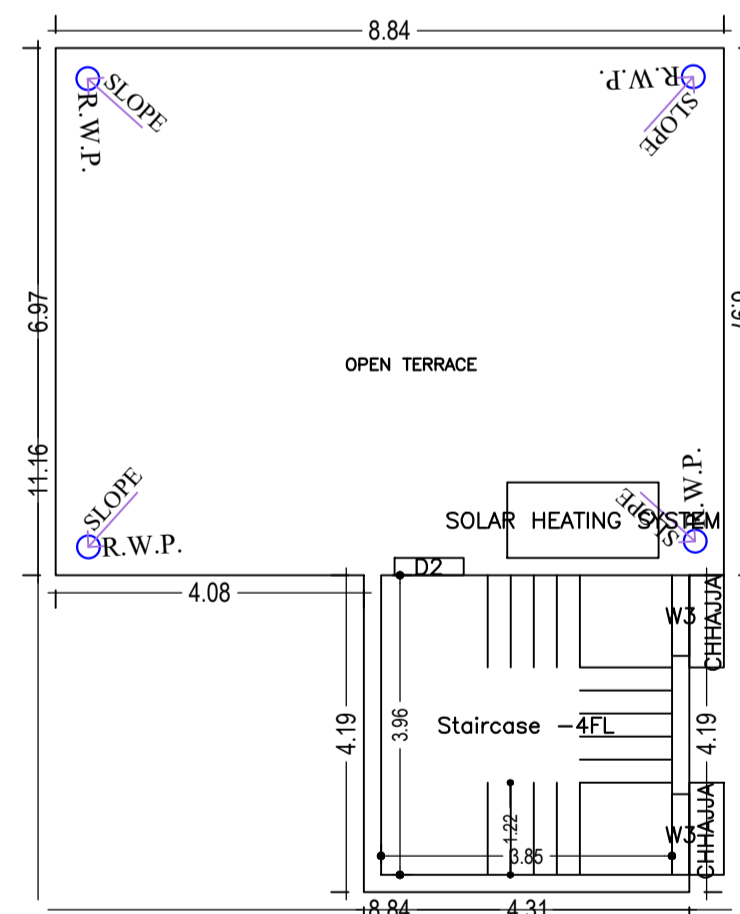 8.84
SLOPE
R.W.P.
R.W.P.
SLOPE
6.97
6.97
OPEN TERRACE
11.16
SLOPE
R.W.P.
SLOPE
R.W.P.
SOLAR HEATING SYSTEM
D2
4.08
W3
CHHAJJA
4.19
3.96
Staircase -4FL
4.19
1.22
W3
CHHAJJA
3.85
8.84
4.31